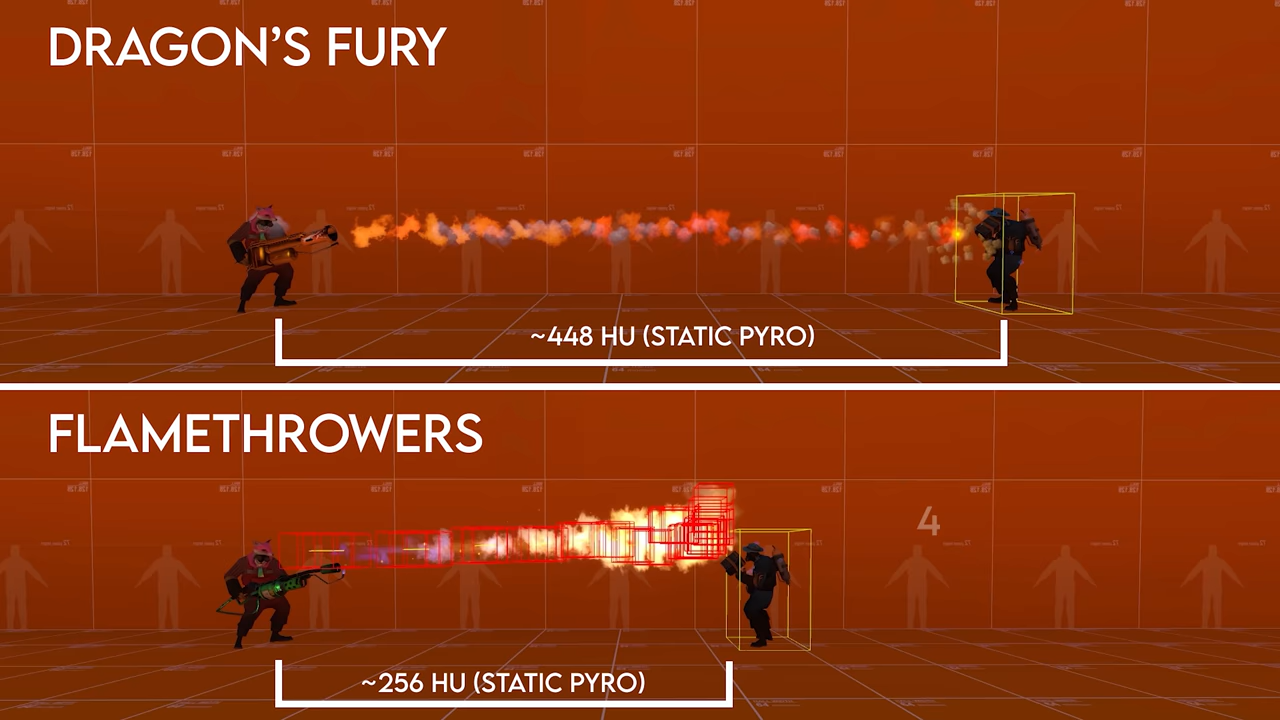 DRAGON'S FURY
~448 HU (STATIC PYRO)
FLAMETHROWERS
4
~256 HU (STATIC PYRO)